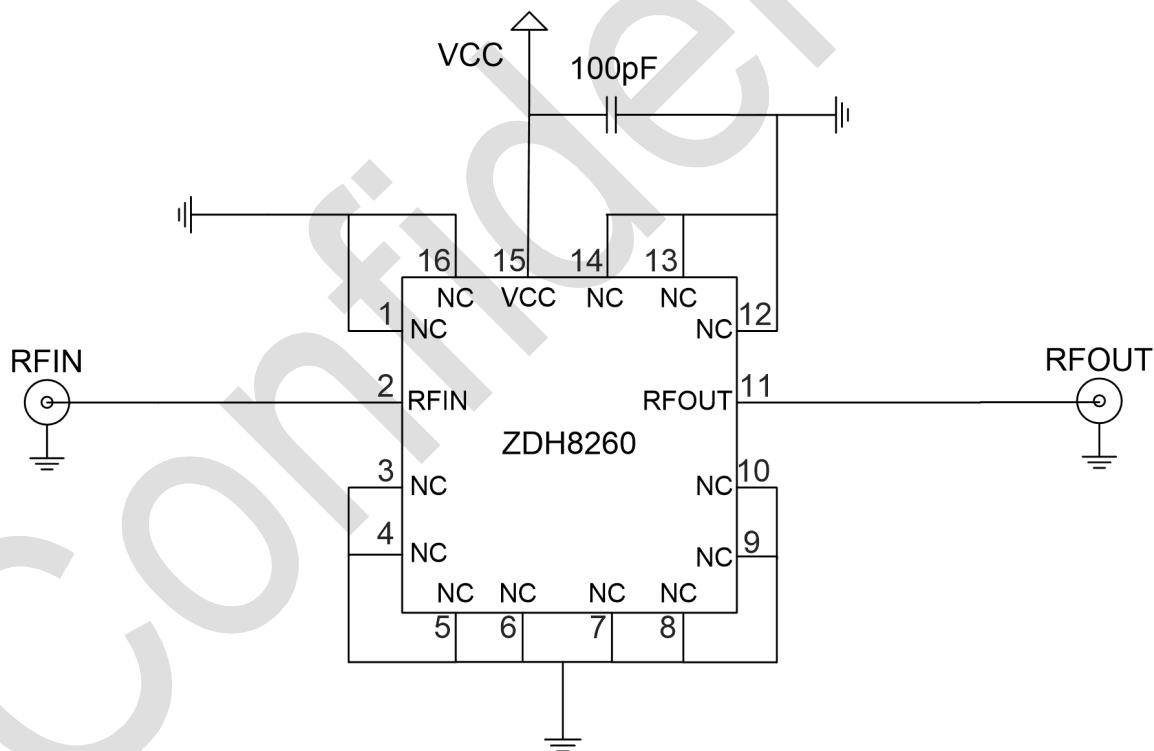 VCC
100pF
16 15 14 13
NC VCC NC NC
1 NC
NC 12
RFIN
RFOUT
2 RFIN
RFOUT 11
ZDH8260
3 NC
NC 10
4 NC
NC 9
NC NC NC NC
5 6 7 8
Confiden